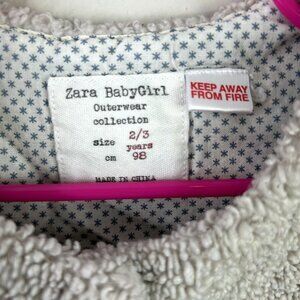 Zara BabyGirl
Outerwear
collection
size 2/3 years
cm 98
MADE IN CHINA
KEEP AWAY
FROM FIRE